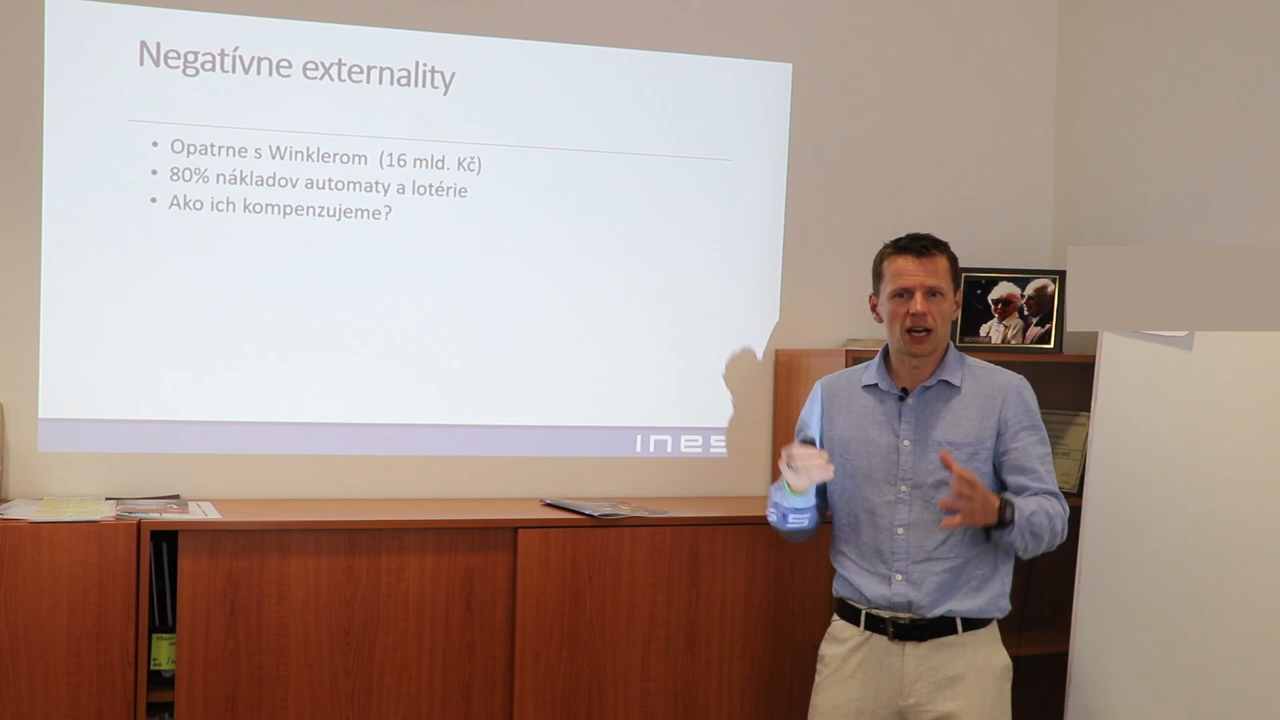 Negatívne externality
• Opatrne s Winklerom (16 mld. Kč)
• 80% nákladov automaty a lotérie
• Ako ich kompenzujeme?
ines